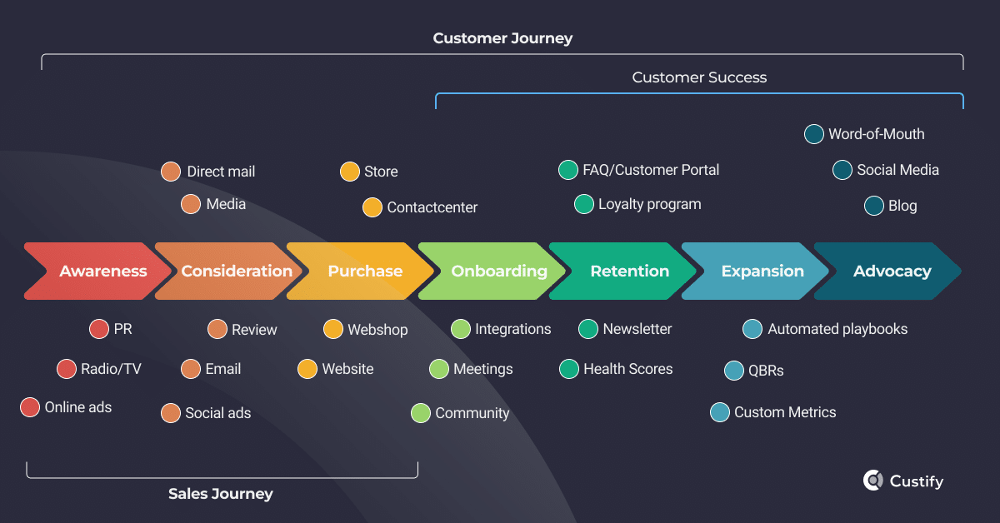 Customer Journey
Customer Success
Word-of-Mouth
Direct mail
Store
FAQ/Customer Portal
Social Media
Media
Contactcenter
Loyalty program
Blog
Awareness
Consideration
Purchase
Onboarding
Retention
Expansion
Advocacy
PR
Review
Webshop
Integrations
Newsletter
Automated playbooks
Radio/TV
Email
Website
Meetings
Health Scores
QBRs
Online ads
Social ads
Community
Custom Metrics
Sales Journey
Custify